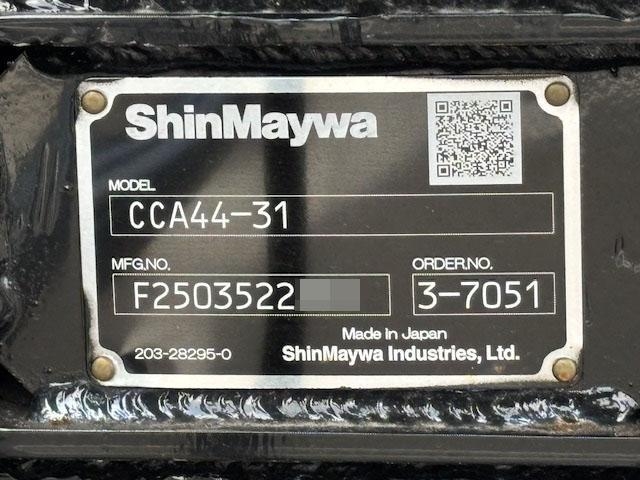 ShinMaywa
MODEL
CCA44-31
MFG.NO.
F2503522
ORDER.NO.
3-7051
Made in Japan
203-28295-0
ShinMaywa Industries, Ltd.